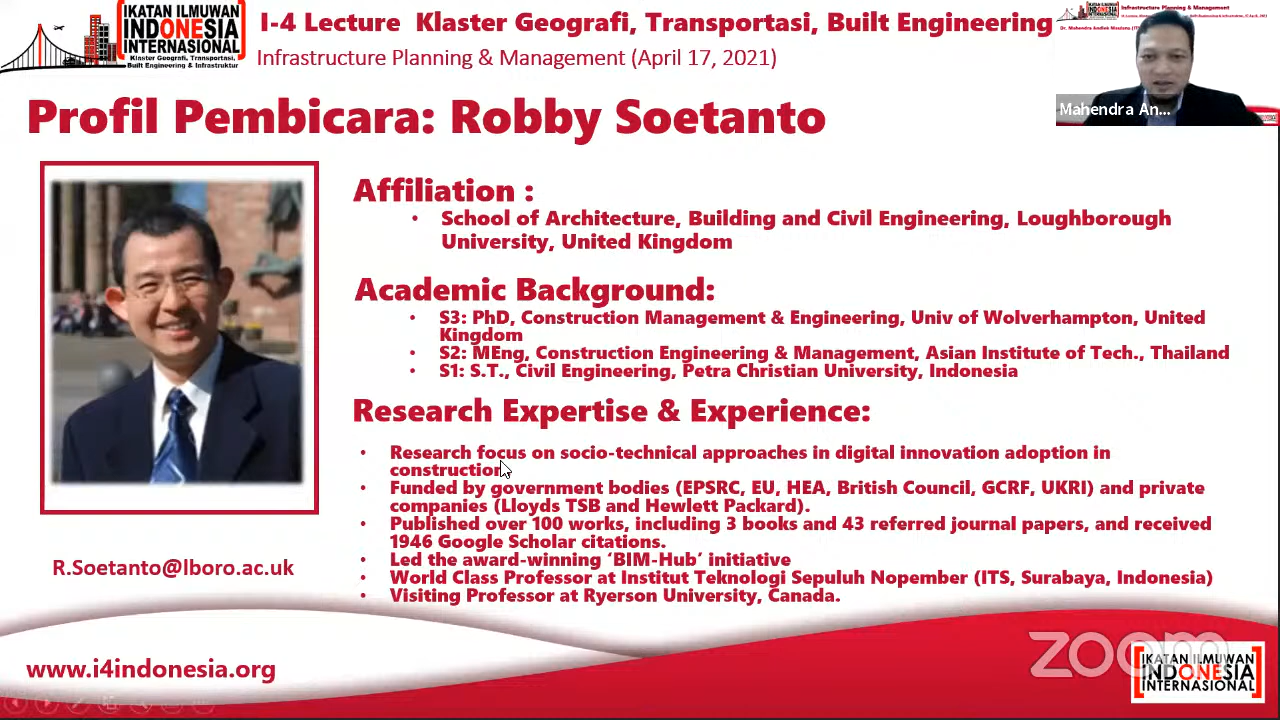 IKATAN ILMUWAN
INDONESIA
INTERNASIONAL
Klaster Geografi, Transportasi,
Built Engineering & Infrastruktur
I-4 Lecture Klaster Geografi, Transportasi, Built Engineering
Infrastructure Planning & Management (April 17, 2021)
Infrastructure Planning & Management
Mahendra An...
Profil Pembicara: Robby Soetanto
Affiliation :
• School of Architecture, Building and Civil Engineering, Loughborough
University, United Kingdom
Academic Background:
• S3: PhD, Construction Management & Engineering, Univ of Wolverhampton, United
Kingdom
• S2: MEng, Construction Engineering & Management, Asian Institute of Tech., Thailand
• S1: S.T., Civil Engineering, Petra Christian University, Indonesia
Research Expertise & Experience:
• Research focus on socio-technical approaches in digital innovation adoption in
construction
• Funded by government bodies (EPSRC, EU, HEA, British Council, GCRF, UKRI) and private
companies (Lloyds TSB and Hewlett Packard).
• Published over 100 works, including 3 books and 43 referred journal papers, and received
1946 Google Scholar citations.
• Led the award-winning ‘BIM-Hub’ initiative
• World Class Professor at Institut Teknologi Sepuluh Nopember (ITS, Surabaya, Indonesia)
• Visiting Professor at Ryerson University, Canada.
R.Soetanto@lboro.ac.uk
www.i4indonesia.org
zoom
IKATAN ILMUWAN
INDONESIA
INTERNASIONAL